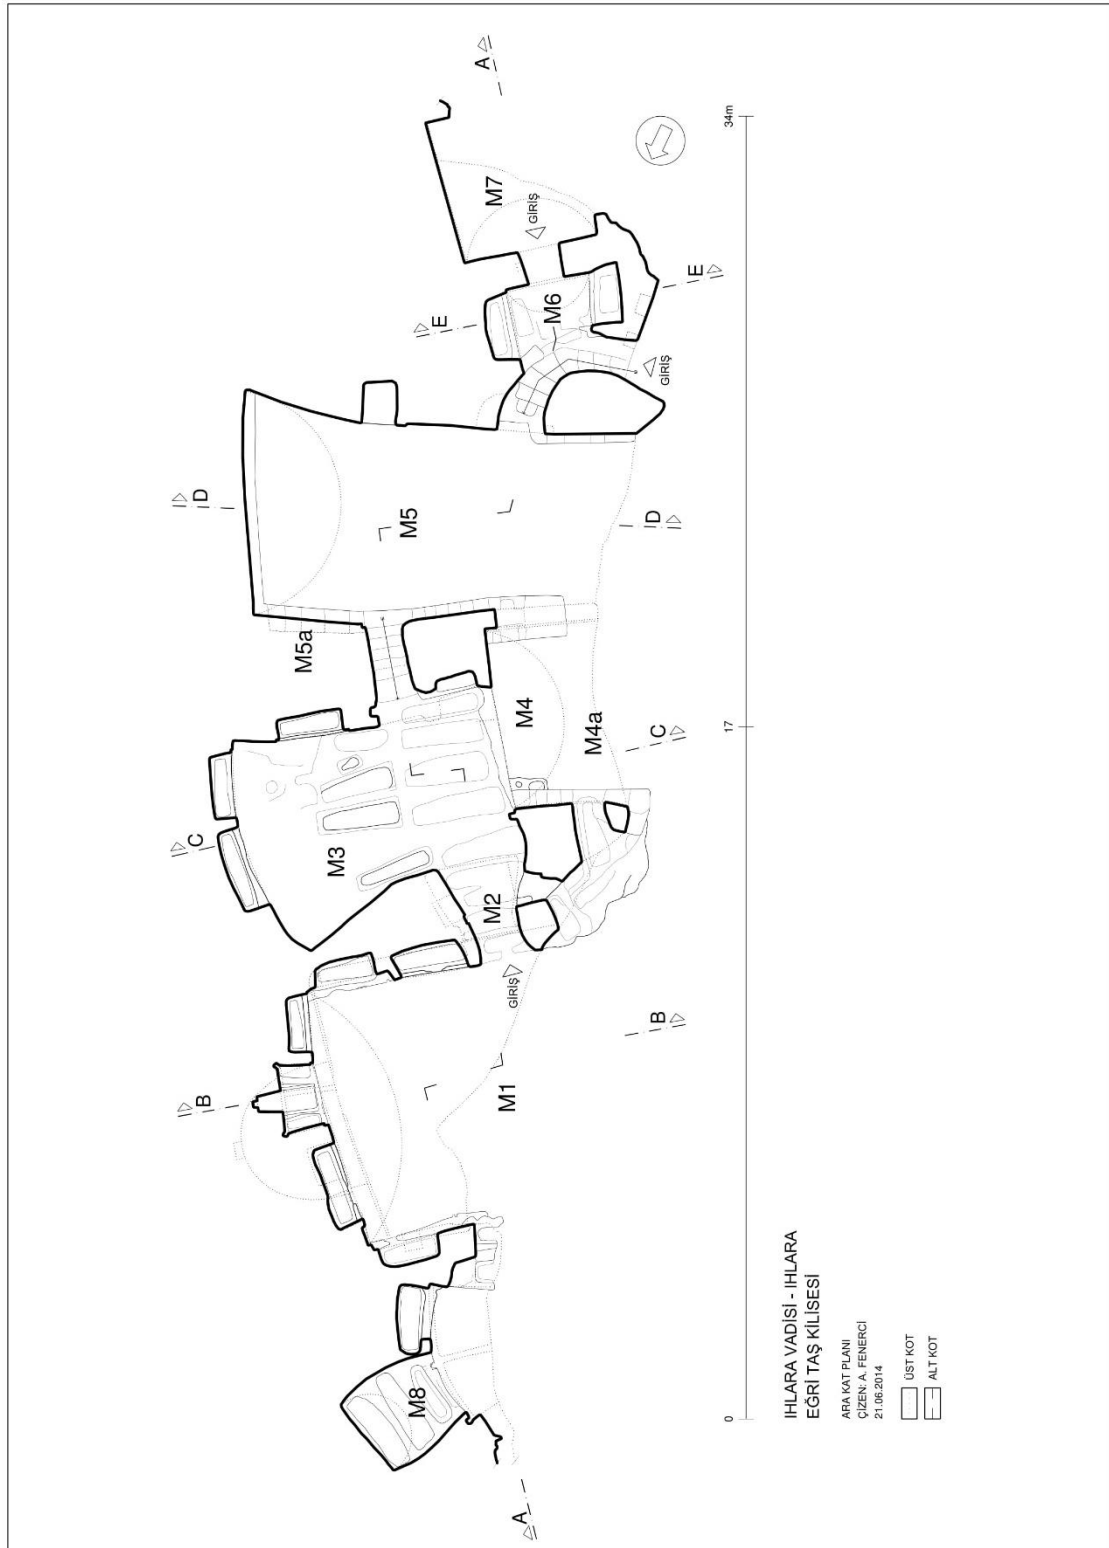 IHLARA VADİSİ - IHLARA
EĞRİ TAŞ KİLİSESİ
ARA KAT PLANI
ÇİZEN: A. FENERCİ
21.06.2014
ÜST KOT
ALT KOT
0
17
34m
A
A
B
B
C
C
D
D
E
E
M8
M1
GİRİŞ
M2
M3
M4
M4a
M5a
M5
M6
GİRİŞ
M7
GİRİŞ